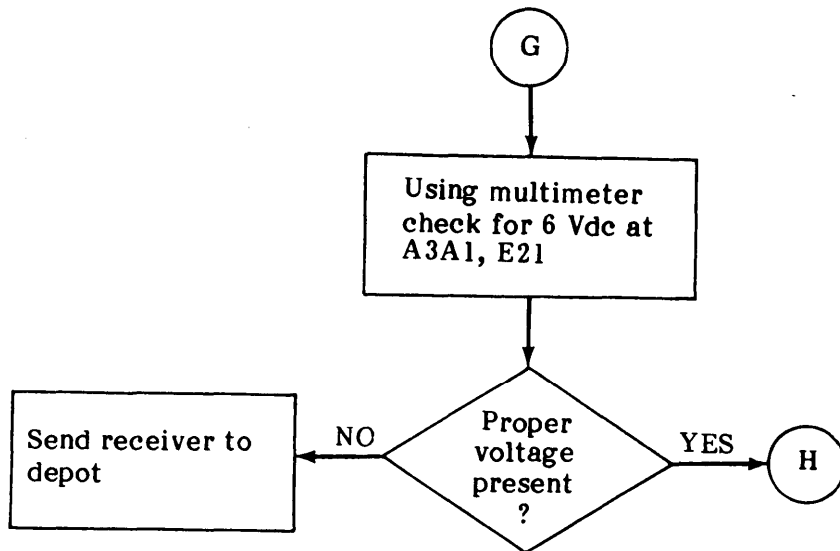 G
Using multimeter
check for 6 Vdc at
A3A1, E21
Proper
voltage
present
?
NO
Send receiver to
depot
YES
H